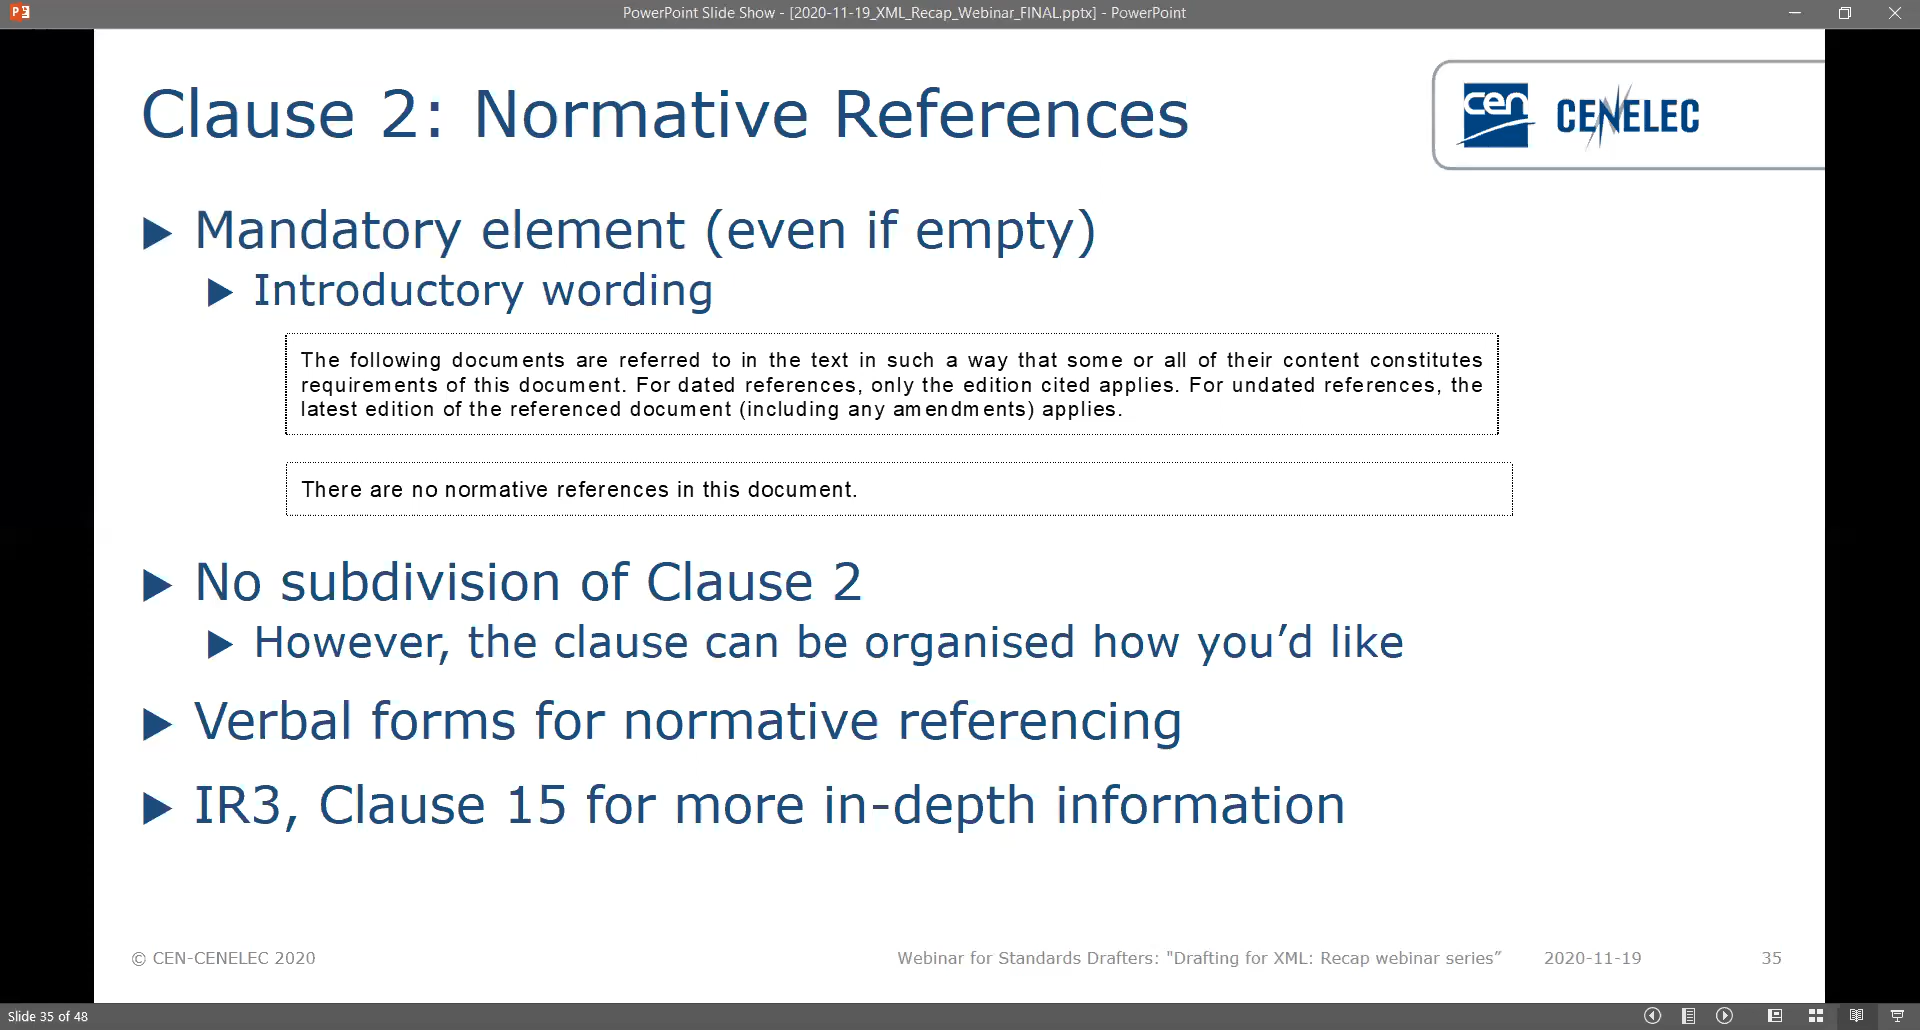 PowerPoint Slide Show - [2020-11-19_XML_Recap_Webinar_FINAL.pptx] - PowerPoint
Clause 2: Normative References
cen CENELEC
Mandatory element (even if empty)
Introductory wording
The following documents are referred to in the text in such a way that some or all of their content constitutes
requirements of this document. For dated references, only the edition cited applies. For undated references, the
latest edition of the referenced document (including any amendments) applies.
There are no normative references in this document.
No subdivision of Clause 2
However, the clause can be organised how you’d like
Verbal forms for normative referencing
IR3, Clause 15 for more in-depth information
© CEN-CENELEC 2020 Webinar for Standards Drafters: "Drafting for XML: Recap webinar series” 2020-11-19 35
Slide 35 of 48